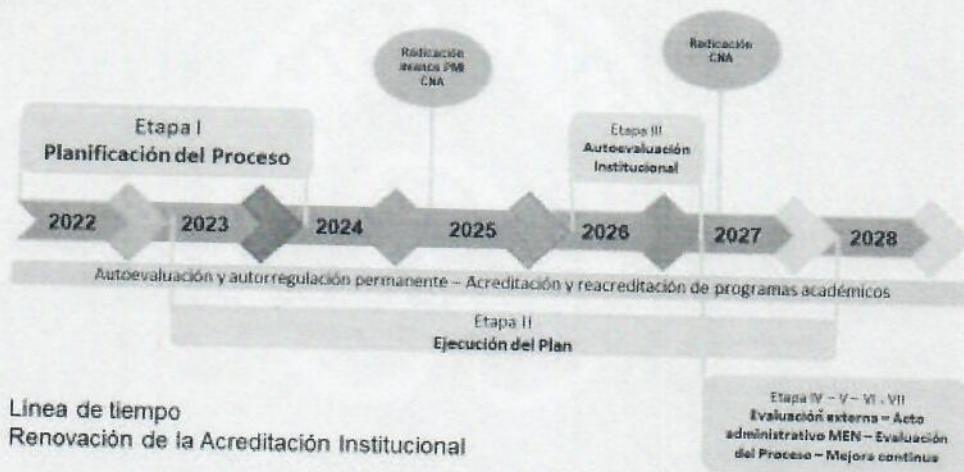 Radicación
avance PMI
CNA
Radicación
CNA
Etapa I
Planificación del Proceso
Etapa III
Autoevaluación
Institucional
2022
2023
2024
2025
2026
2027
2028
Autoevaluación y autorregulación permanente – Acreditación y reacreditación de programas académicos
Etapa II
Ejecución del Plan
Línea de tiempo
Renovación de la Acreditación Institucional
Etapa IV – V – VI - VII
Evaluación externa – Acto
administrativo MEN – Evaluación
del Proceso – Mejora continua